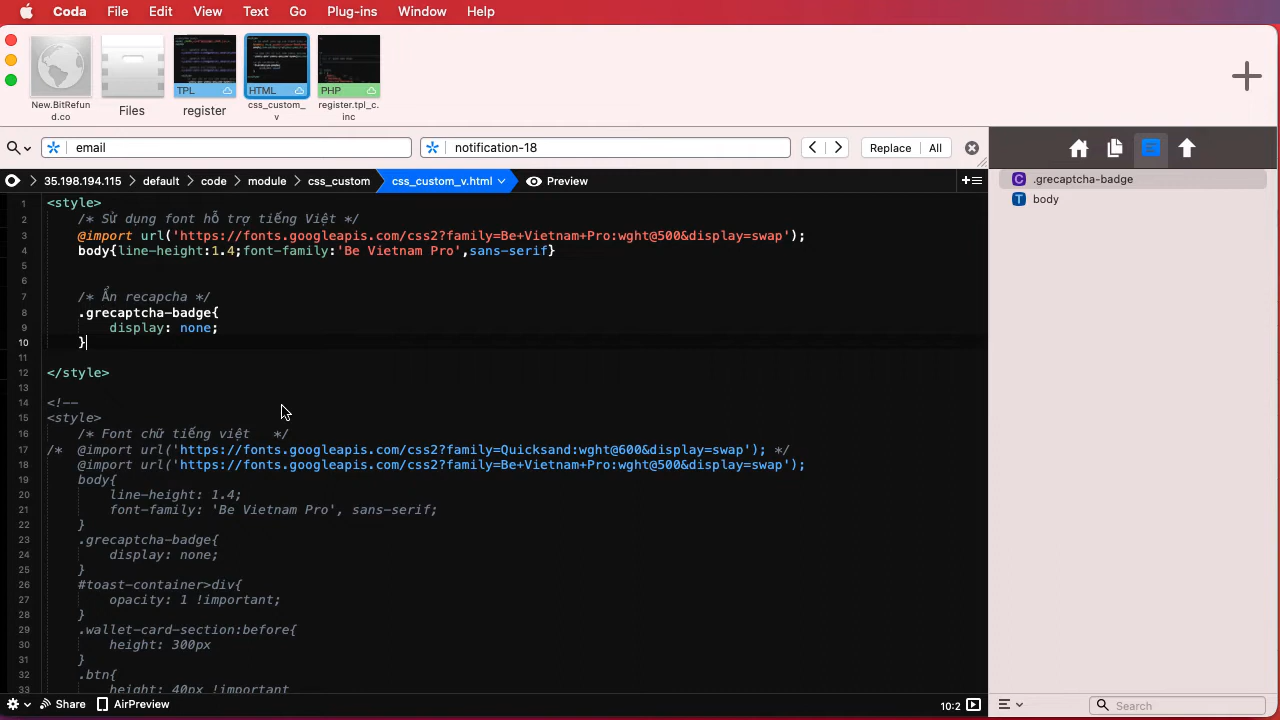 Coda File Edit View Text Go Plug-ins Window Help
TPL HTML PHP
New.BitRefun
d.co
Files
register
css_custom_
v
register.tpl_c.
inc
email notification-18 Replace All
35.198.194.115 default code module css_custom css_custom_v.html Preview
.grecaptcha-badge
body
1 <style>
2 /* Sử dụng font hỗ trợ tiếng Việt */
3 @import url('https://fonts.googleapis.com/css2?family=Be+Vietnam+Pro:wght@500&display=swap');
4 body{line-height:1.4;font-family:'Be Vietnam Pro',sans-serif}
5
6
7 /* Ẩn recapcha */
8 .grecaptcha-badge{
9 display: none;
10 }
11
12 </style>
13
14 <!--
15 <style>
16 /* Font chữ tiếng việt */
17 /* @import url('https://fonts.googleapis.com/css2?family=Quicksand:wght@600&display=swap'); */
18 @import url('https://fonts.googleapis.com/css2?family=Be+Vietnam+Pro:wght@500&display=swap');
19 body{
20 line-height: 1.4;
21 font-family: 'Be Vietnam Pro', sans-serif;
22 }
23 .grecaptcha-badge{
24 display: none;
25 }
26 #toast-container>div{
27 opacity: 1 !important;
28 }
29 .wallet-card-section:before{
30 height: 300px
31 }
32 .btn{
33 height: 40px !important
Share AirPreview 10:2 Search